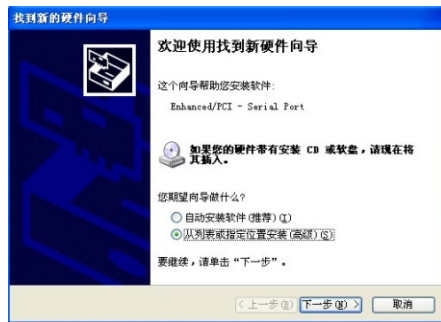 找到新的硬件向导
欢迎使用找到新硬件向导
这个向导帮助您安装软件:
Enhanced/PCI - Serial Port
如果您的硬件带有安装 CD 或软盘，请现在将
其插入。
您期望向导做什么?
自动安装软件(推荐)(I)
从列表或指定位置安装(高级)(S)
要继续，请单击“下一步”。
< 上一步(B)
下一步(N) >
取消